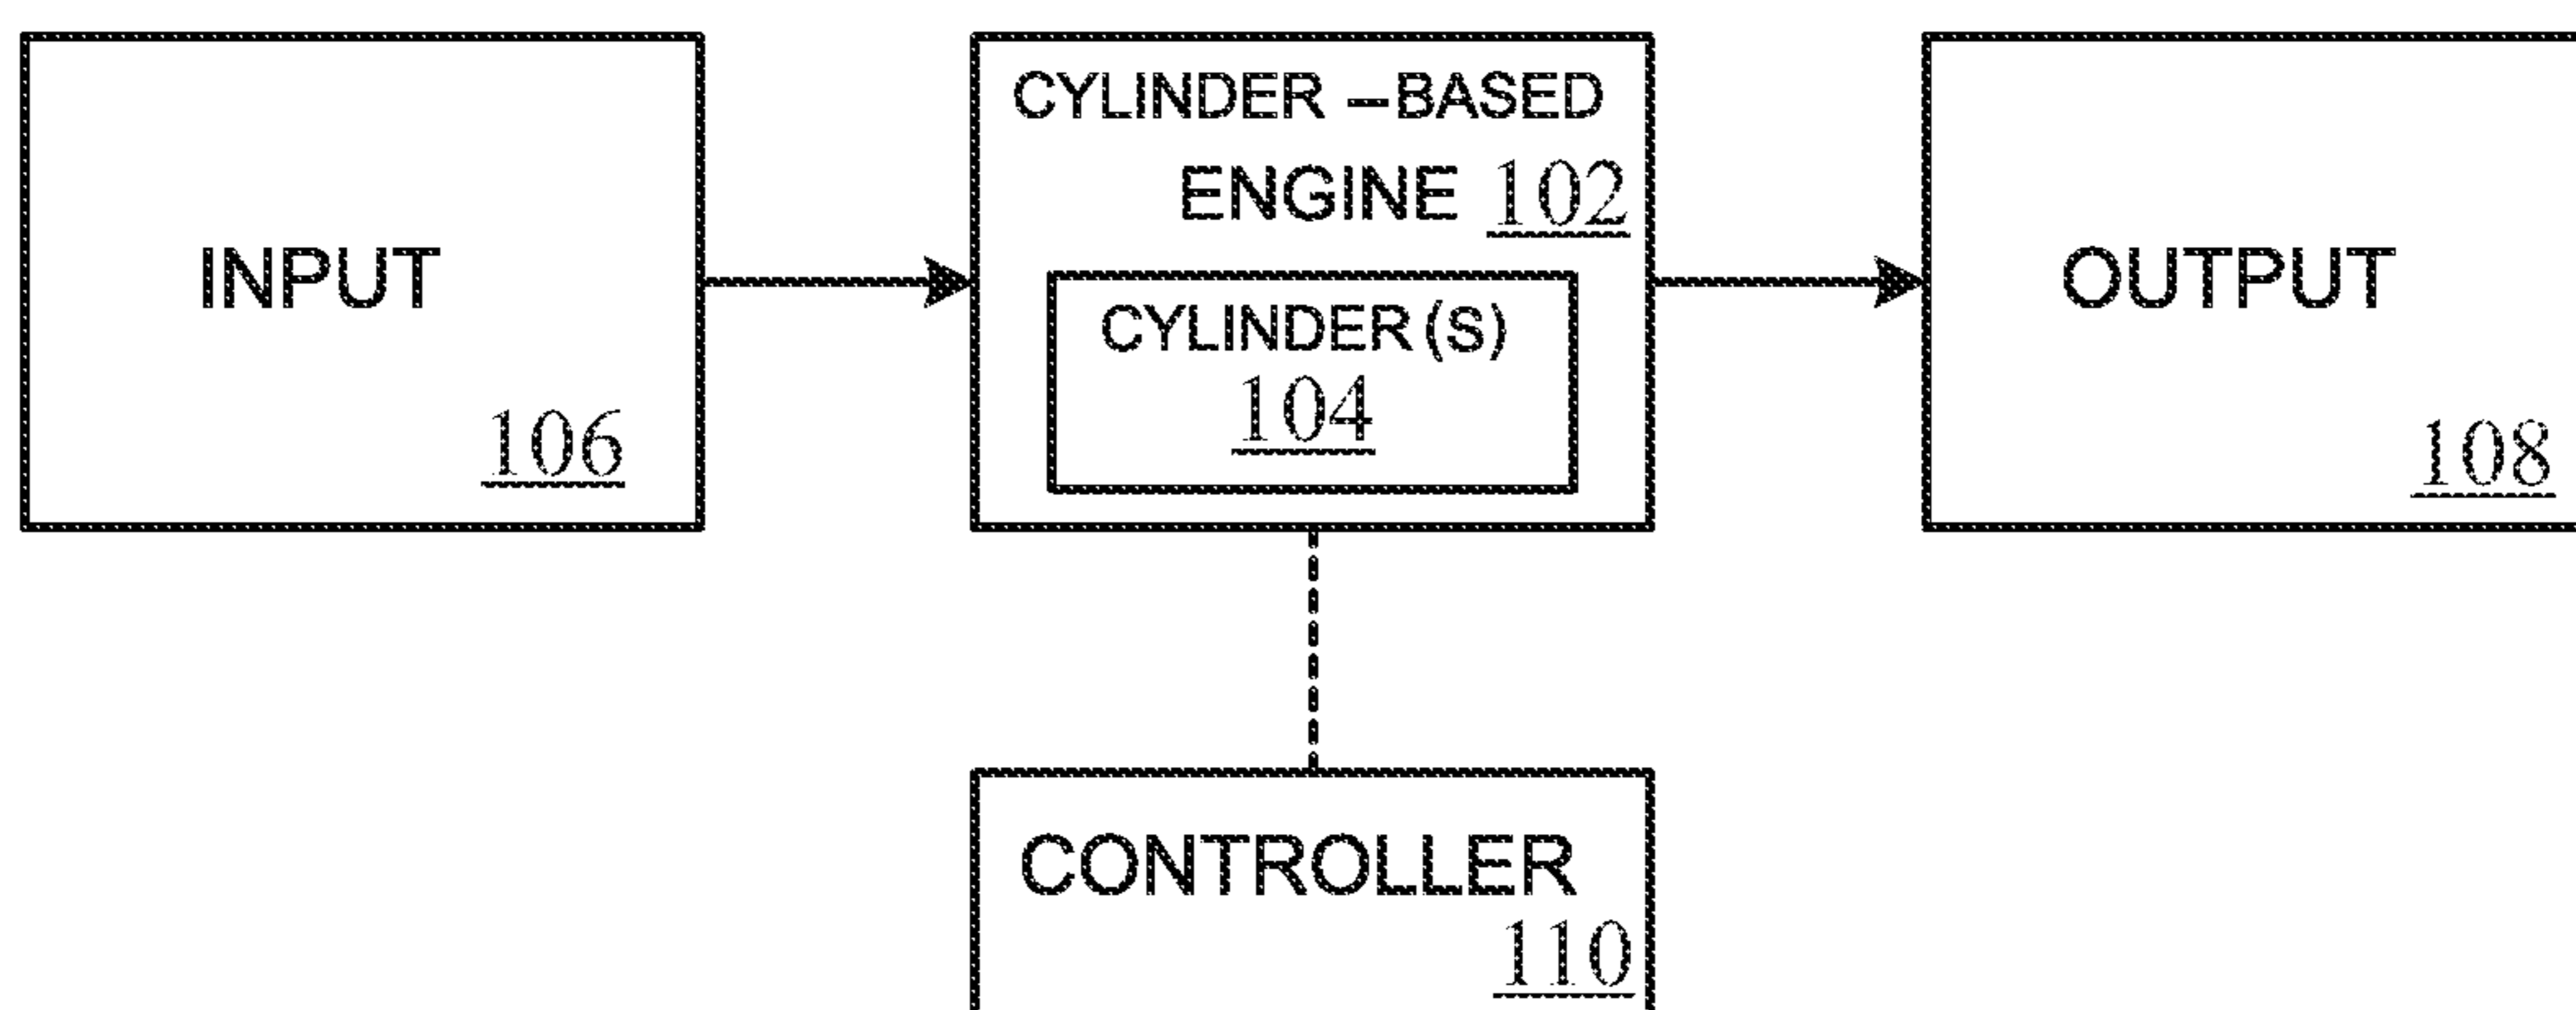 INPUT
106
CYLINDER –BASED
ENGINE 102
CYLINDER(S)
104
OUTPUT
108
CONTROLLER
110